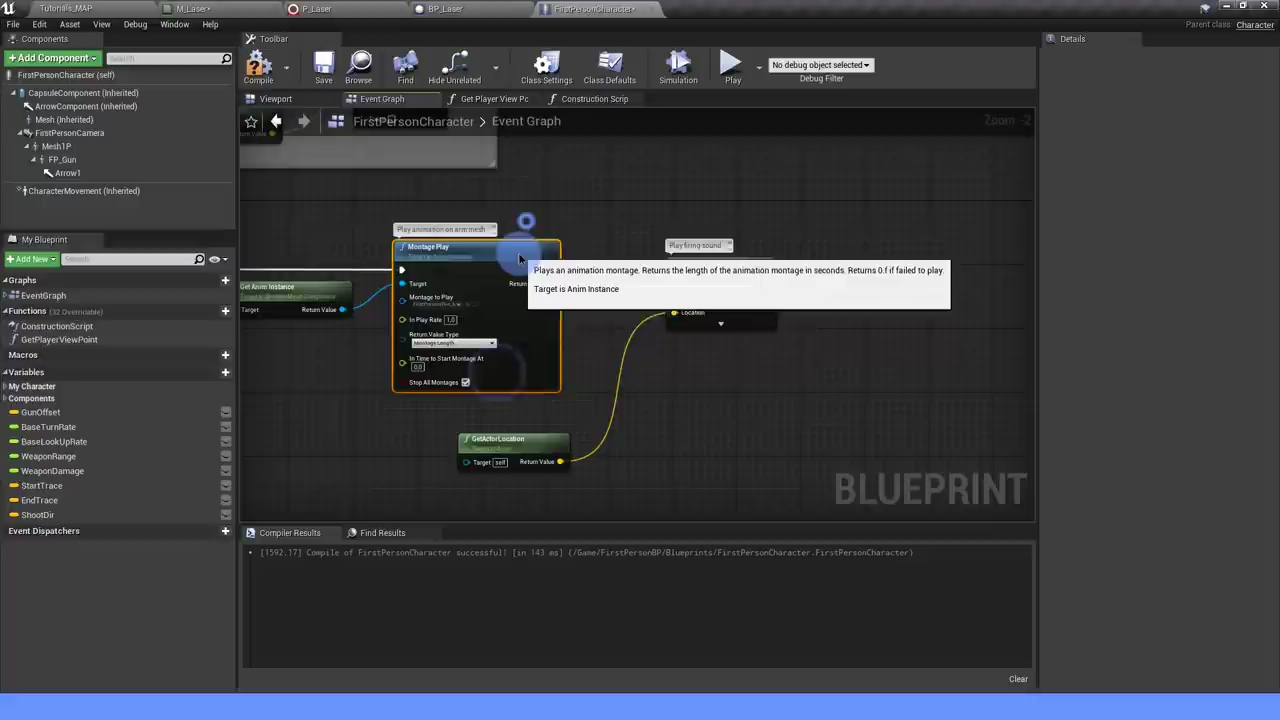 Tutorials_MAP
M_Laser*
P_Laser
BP_Laser
FirstPersonCharacter*
File Edit Asset View Debug Window Help
Parent class: Character
Components
Toolbar
Details
+ Add Component
Search
Compile
Save
Browse
Find
Hide Unrelated
Class Settings
Class Defaults
Simulation
Play
No debug object selected
Debug Filter
FirstPersonCharacter (self)
CapsuleComponent (Inherited)
ArrowComponent (Inherited)
Mesh (Inherited)
FirstPersonCamera
Mesh1P
FP_Gun
Arrow1
CharacterMovement (Inherited)
Viewport
Event Graph
Get Player View Pc
Construction Scrip
FirstPersonCharacter > Event Graph
Zoom -2
My Blueprint
+ Add New
Search
Graphs
EventGraph
Functions (32 Overridable)
ConstructionScript
GetPlayerViewPoint
Macros
Variables
My Character
Components
GunOffset
BaseTurnRate
BaseLookUpRate
WeaponRange
WeaponDamage
StartTrace
EndTrace
ShootDir
Event Dispatchers
Get Anim Instance
Target
Return Value
Play animation on arm mesh
Montage Play
Target
Montage to Play
In Play Rate 1,0
Return Value Type
Montage Length
In Time to Start Montage At
0,0
Stop All Montages
Play firing sound
Plays an animation montage. Returns the length of the animation montage in seconds. Returns 0.f if failed to play.
Target is Anim Instance
Location
GetActorLocation
Target self
Return Value
BLUEPRINT
Compiler Results
Find Results
[1592.17] Compile of FirstPersonCharacter successful! [in 143 ms] (/Game/FirstPersonBP/Blueprints/FirstPersonCharacter.FirstPersonCharacter)
Clear